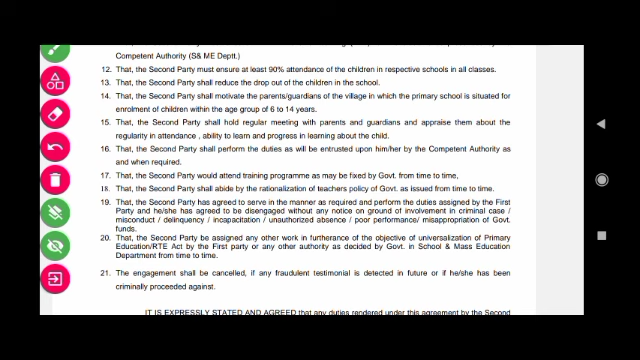 Competent Authority (S& ME Deptt.)
12. That, the Second Party must ensure at least 90% attendance of the children in respective schools in all classes.
13. That, the Second Party shall reduce the drop out of the children in the school.
14. That, the Second Party shall motivate the parents/guardians of the village in which the primary school is situated for
enrolment of children within the age group of 6 to 14 years.
15. That, the Second Party shall hold regular meeting with parents and guardians and appraise them about the
regularity in attendance , ability to learn and progress in learning about the child.
16. That, the Second Party shall perform the duties as will be entrusted upon him/her by the Competent Authority as
and when required.
17. That, the Second Party would attend training programme as may be fixed by Govt. from time to time,
18. That, the Second Party shall abide by the rationalization of teachers policy of Govt. as issued from time to time.
19. That, the Second Party has agreed to serve in the manner as required and perform the duties assigned by the First
Party and he/she has agreed to be disengaged without any notice on ground of involvement in criminal case /
misconduct / delinquency / incapacitation / unauthorized absence / poor performance/ misappropriation of Govt.
funds.
20. That, the Second Party be assigned any other work in furtherance of the objective of universalization of Primary
Education/RTE Act by the First party or any other authority as decided by Govt. in School & Mass Education
Department from time to time.
21. The engagement shall be cancelled, if any fraudulent testimonial is detected in future or if he/she has been
criminally proceeded against.
IT IS EXPRESSLY STATED AND AGREED that any duties rendered under this agreement by the Second